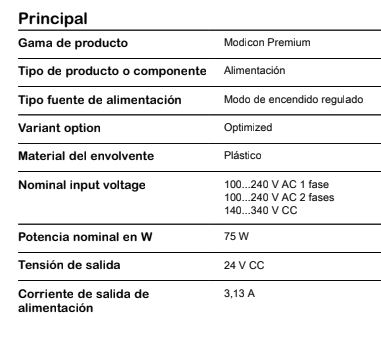 Principal
Gama de producto Modicon Premium
Tipo de producto o componente Alimentación
Tipo fuente de alimentación Modo de encendido regulado
Variant option Optimized
Material del envolvente Plástico
Nominal input voltage 100...240 V AC 1 fase
100...240 V AC 2 fases
140...340 V CC
Potencia nominal en W 75 W
Tensión de salida 24 V CC
Corriente de salida de 3,13 A
alimentación